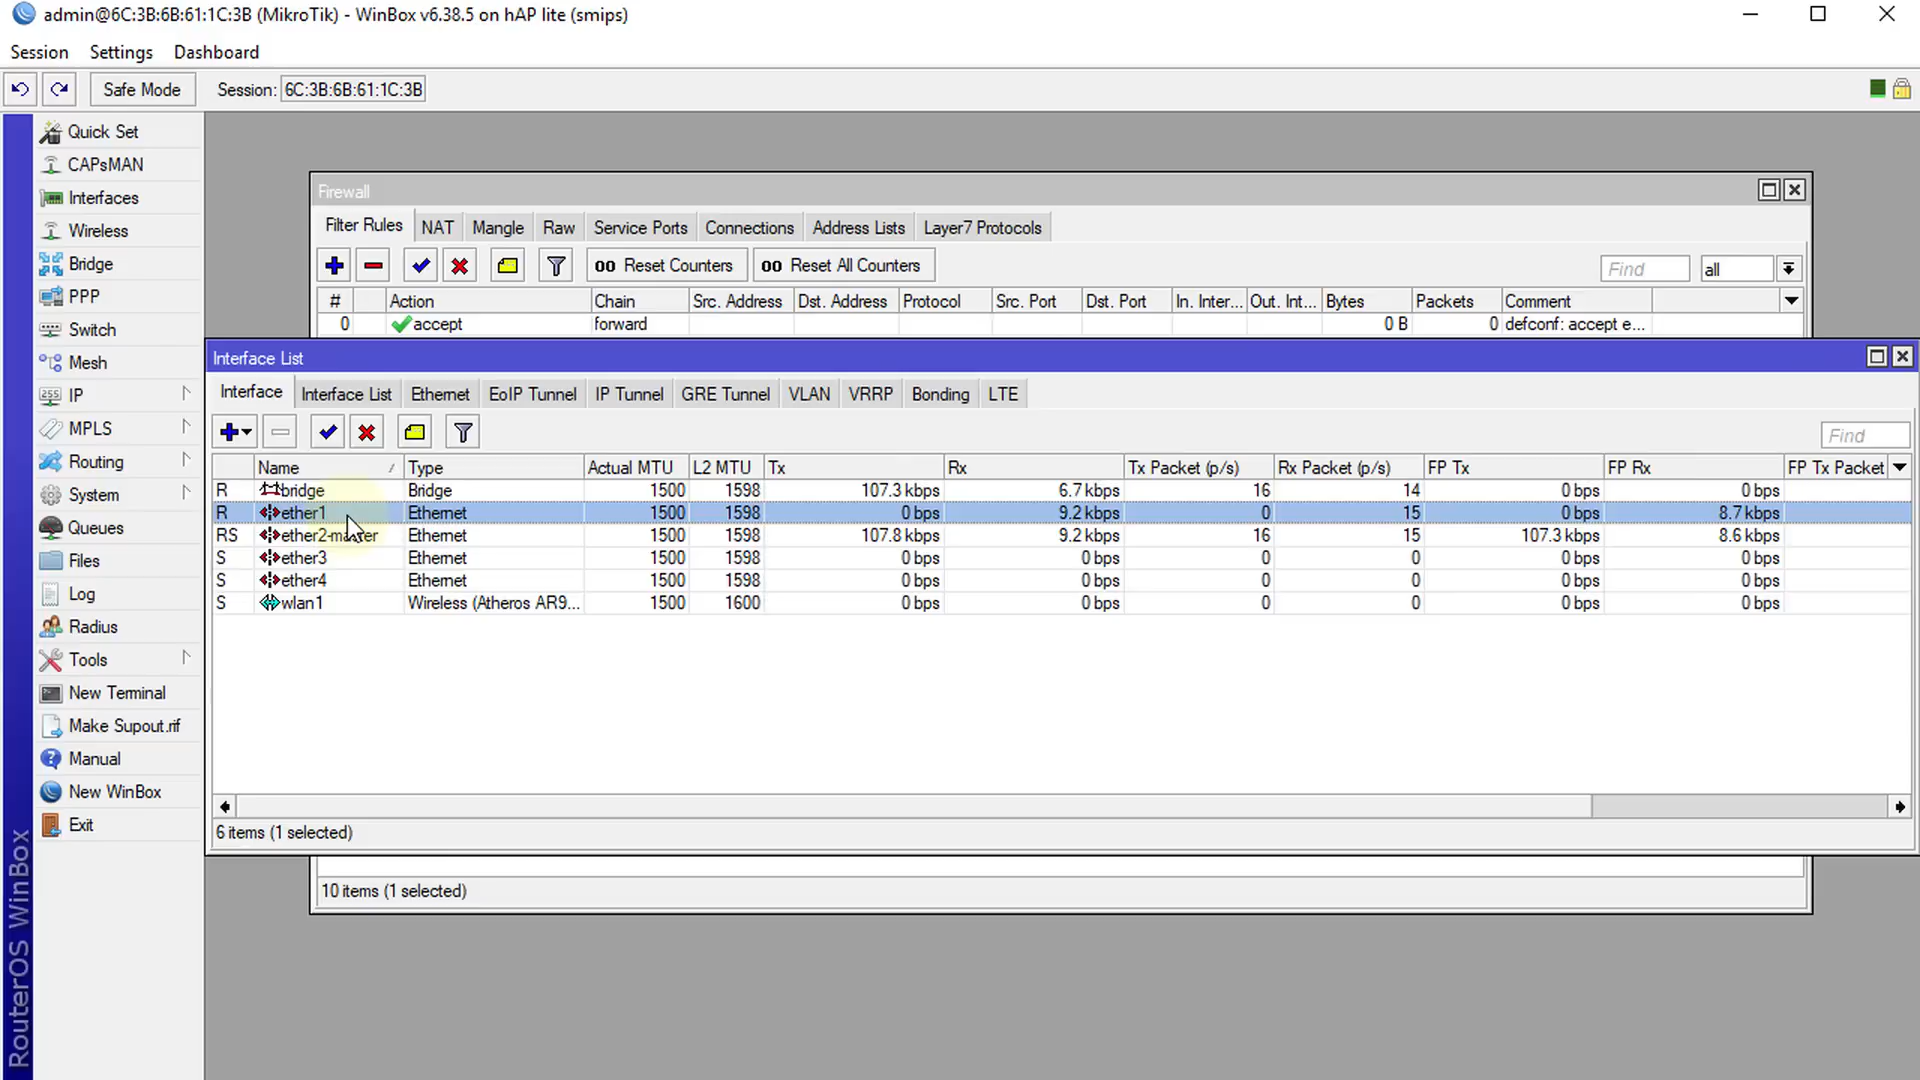 admin@6C:3B:6B:61:1C:3B (MikroTik) - WinBox v6.38.5 on hAP lite (smips)
Session Settings Dashboard
Safe Mode Session: 6C:3B:6B:61:1C:3B
Quick Set
CAPsMAN
Interfaces
Wireless
Bridge
PPP
Switch
Mesh
255 IP
MPLS
Routing
System
Queues
Files
Log
Radius
Tools
New Terminal
Make Supout.rif
Manual
New WinBox
Exit
RouterOS WinBox
Firewall
Filter Rules NAT Mangle Raw Service Ports Connections Address Lists Layer7 Protocols
00 Reset Counters 00 Reset All Counters Find all
# Action Chain Src. Address Dst. Address Protocol Src. Port Dst. Port In. Inter... Out. Int... Bytes Packets Comment
0 accept forward 0 B 0 defconf: accept e...
Interface List
Interface Interface List Ethernet EoIP Tunnel IP Tunnel GRE Tunnel VLAN VRRP Bonding LTE
Find
Name Type Actual MTU L2 MTU Tx Rx Tx Packet (p/s) Rx Packet (p/s) FP Tx FP Rx FP Tx Packet
R bridge Bridge 1500 1598 107.3 kbps 6.7 kbps 16 14 0 bps 0 bps
R ether1 Ethernet 1500 1598 0 bps 9.2 kbps 0 15 0 bps 8.7 kbps
RS ether2-master Ethernet 1500 1598 107.8 kbps 9.2 kbps 16 15 107.3 kbps 8.6 kbps
S ether3 Ethernet 1500 1598 0 bps 0 bps 0 0 0 bps 0 bps
S ether4 Ethernet 1500 1598 0 bps 0 bps 0 0 0 bps 0 bps
S wlan1 Wireless (Atheros AR9... 1500 1600 0 bps 0 bps 0 0 0 bps 0 bps
6 items (1 selected)
10 items (1 selected)